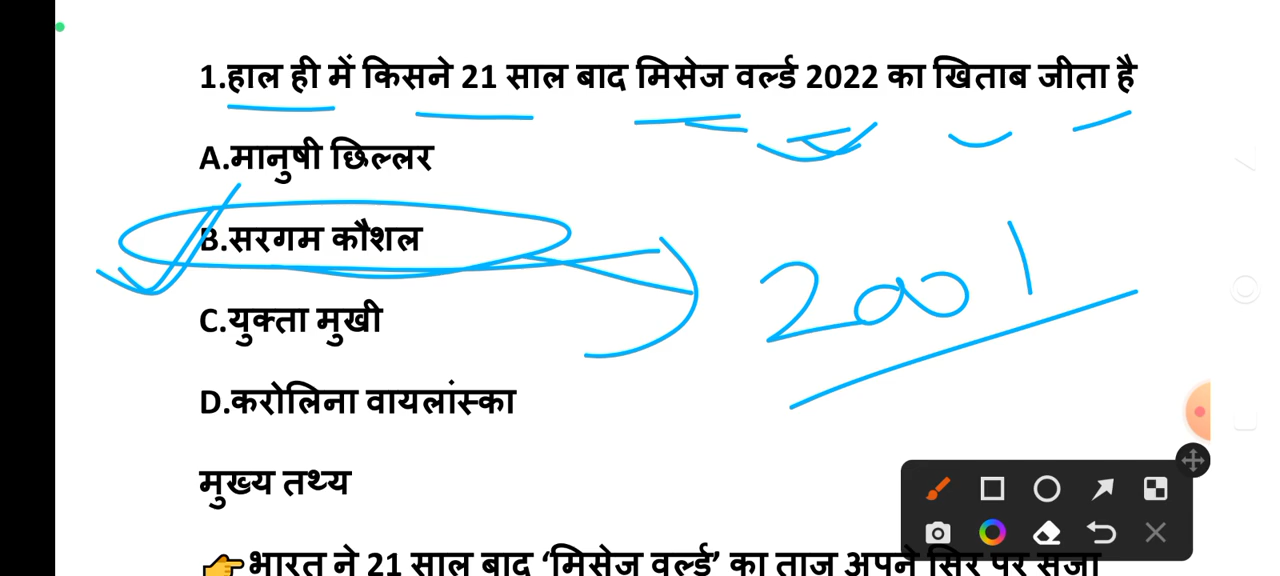 1.हाल ही में किसने 21 साल बाद मिसेज वर्ल्ड 2022 का खिताब जीता है
A.मानुषी छिल्लर
B.सरगम कौशल
2001
C.युक्ता मुखी
D.करोलिना वायलांस्का
मुख्य तथ्य
👉भारत ने 21 साल बाद ‘मिसेज वर्ल्ड’ का ताज अपने सिर पर सजा